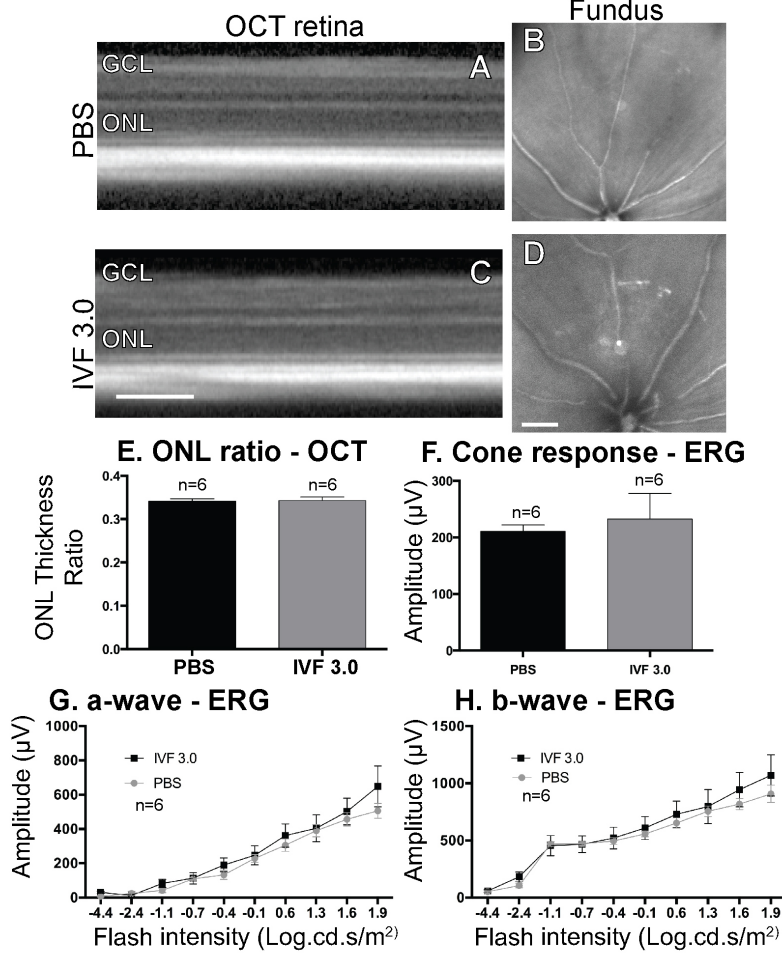 OCT retina
Fundus
PBS
GCL
ONL
A
B
IVF 3.0
GCL
ONL
C
D
E. ONL ratio - OCT
ONL Thickness
Ratio
0.4
0.3
0.2
0.1
0.0
n=6
n=6
PBS
IVF 3.0
F. Cone response - ERG
Amplitude (µV)
300
200
100
0
n=6
n=6
PBS
IVF 3.0
G. a-wave - ERG
Amplitude (µV)
1000
800
600
400
200
0
IVF 3.0
PBS
n=6
-4.4 -2.4 -1.1 -0.7 -0.4 -0.1 0.6 1.3 1.6 1.9
Flash intensity (Log.cd.s/m²)
H. b-wave - ERG
Amplitude (µV)
1500
1000
500
0
IVF 3.0
PBS
n=6
-4.4 -2.4 -1.1 -0.7 -0.4 -0.1 0.6 1.3 1.6 1.9
Flash intensity (Log.cd.s/m²)